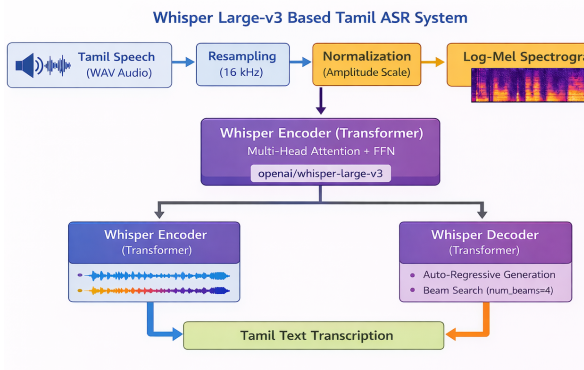 Whisper Large-v3 Based Tamil ASR System
Tamil Speech
(WAV Audio)
Resampling
(16 kHz)
Normalization
(Amplitude Scale)
Log-Mel Spectrogra
Whisper Encoder (Transformer)
Multi-Head Attention + FFN
openai/whisper-large-v3
Whisper Encoder
(Transformer)
Whisper Decoder
(Transformer)
• Auto-Regressive Generation
• Beam Search (num_beams=4)
Tamil Text Transcription